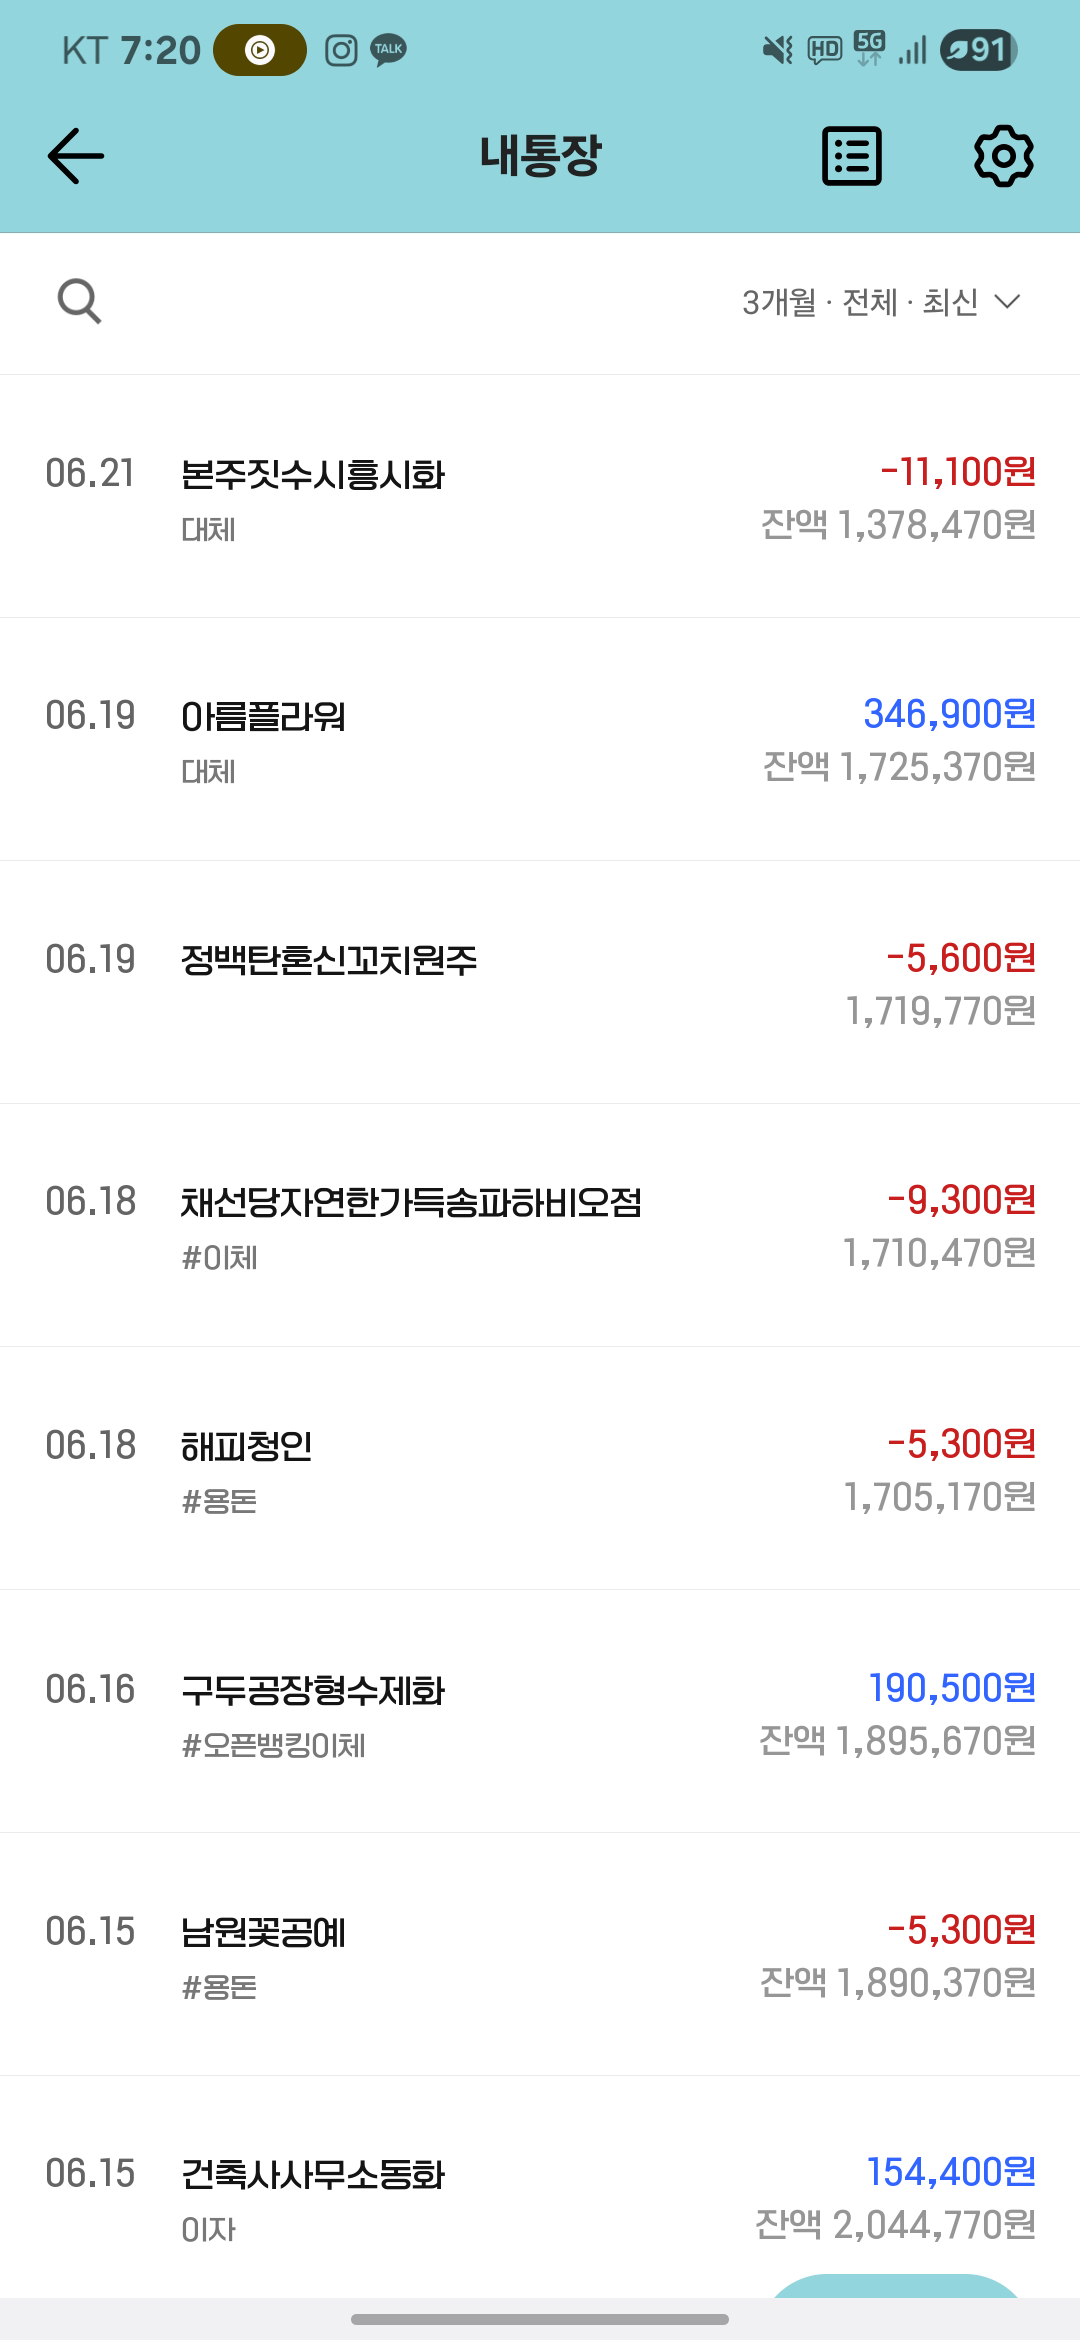 KT 7:20 TALK HD 5G 91
내통장
3개월 · 전체 · 최신
06.21 본주짓수시흥시화 -11,100원
대체 잔액 1,378,470원
06.19 아름플라워 346,900원
대체 잔액 1,725,370원
06.19 정백탄혼신꼬치원주 -5,600원
1,719,770원
06.18 채선당자연한가득송파하비오점 -9,300원
#이체 1,710,470원
06.18 해피청인 -5,300원
#용돈 1,705,170원
06.16 구두공장형수제화 190,500원
#오픈뱅킹이체 잔액 1,895,670원
06.15 남원꽃공예 -5,300원
#용돈 잔액 1,890,370원
06.15 건축사사무소동화 154,400원
이자 잔액 2,044,770원